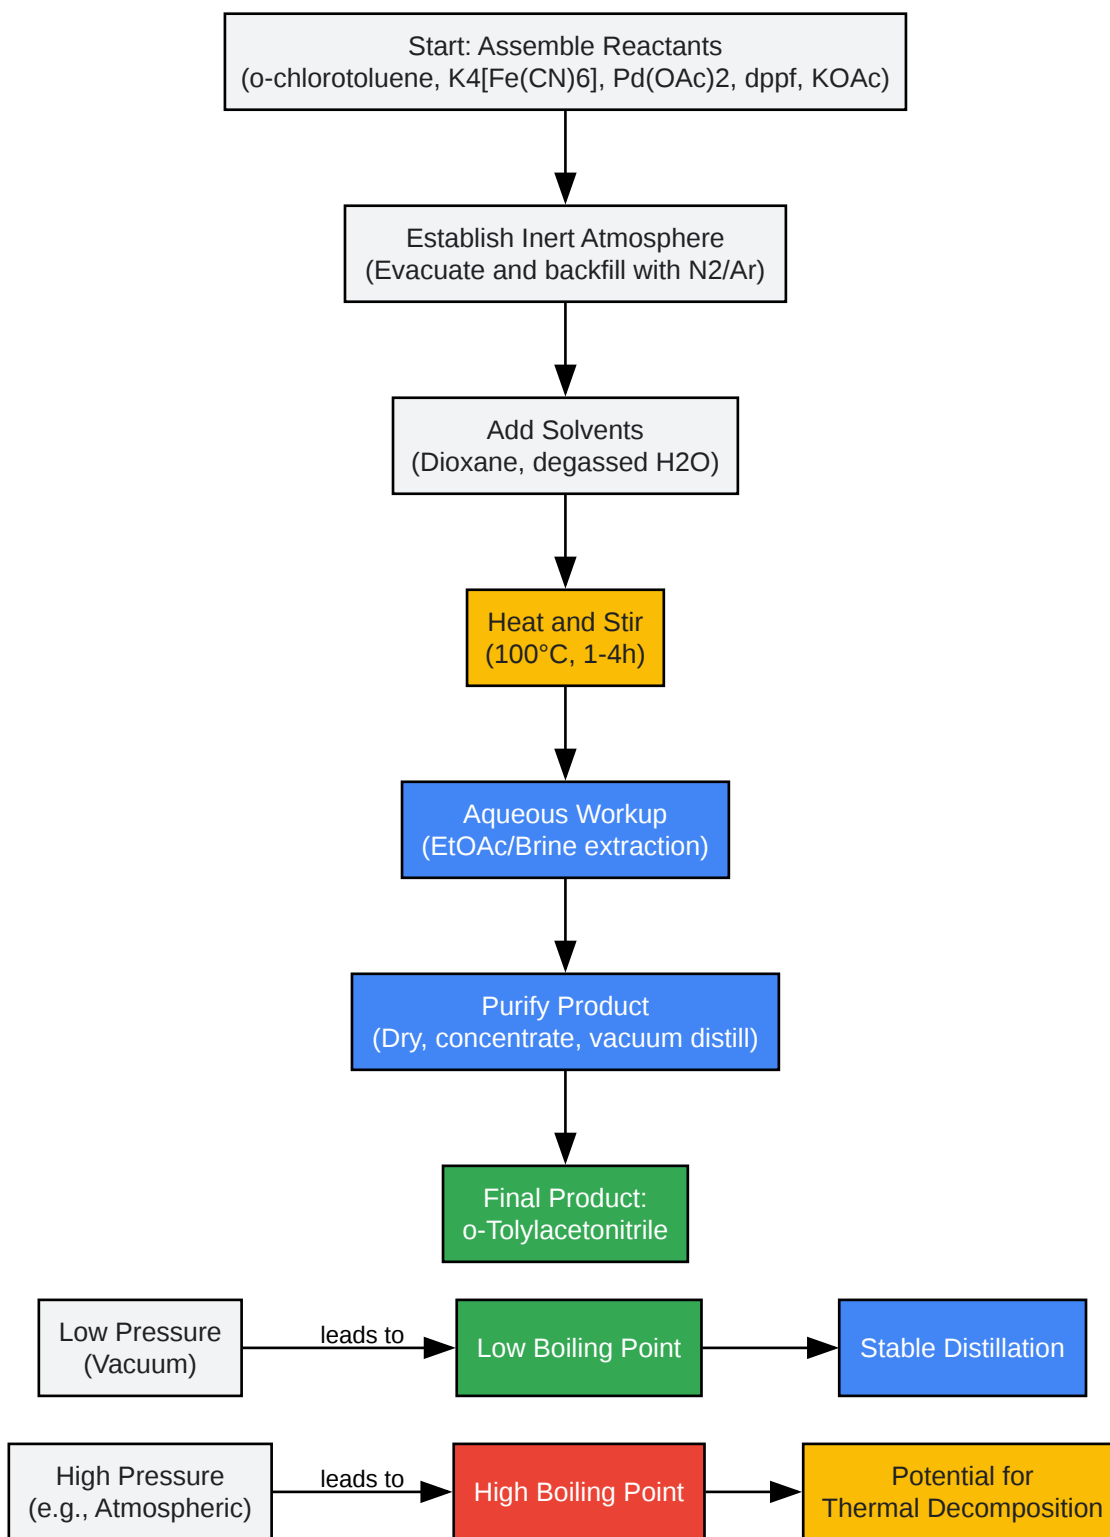 Start: Assemble Reactants
(o-chlorotoluene, K4[Fe(CN)6], Pd(OAc)2, dppf, KOAc)
Establish Inert Atmosphere
(Evacuate and backfill with N2/Ar)
Add Solvents
(Dioxane, degassed H2O)
Heat and Stir
(100°C, 1-4h)
Aqueous Workup
(EtOAc/Brine extraction)
Purify Product
(Dry, concentrate, vacuum distill)
Final Product:
o-Tolylacetonitrile
Low Pressure
(Vacuum)
leads to
Low Boiling Point
Stable Distillation
High Pressure
(e.g., Atmospheric)
leads to
High Boiling Point
Potential for
Thermal Decomposition